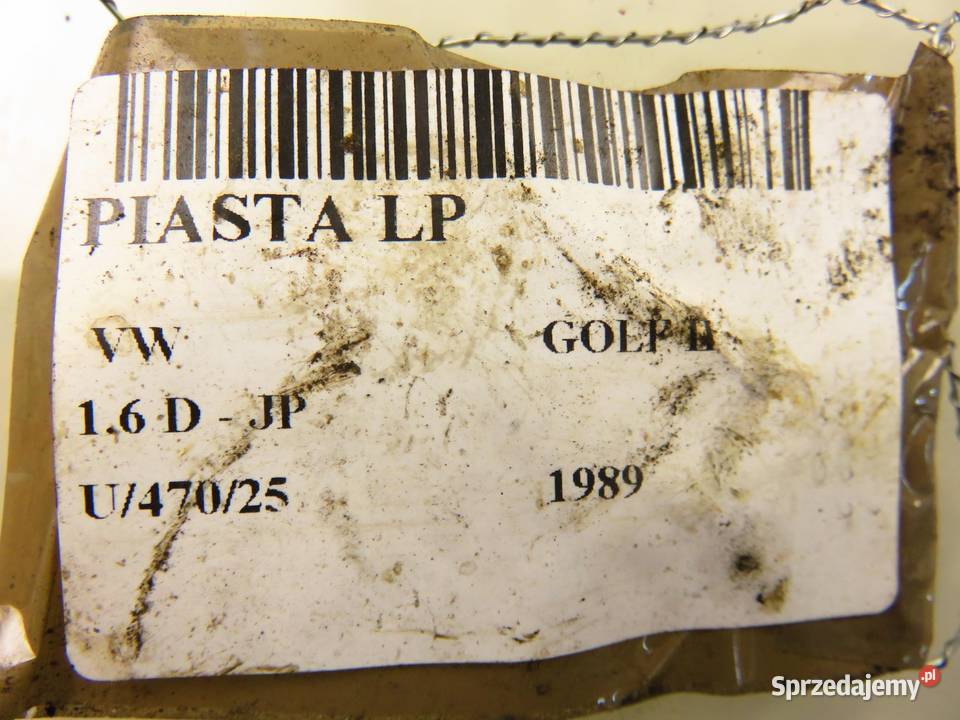 PIASTA LP
VW GOLF II
1.6 D - JP
U/470/25 1989
Sprzedajemy.pl